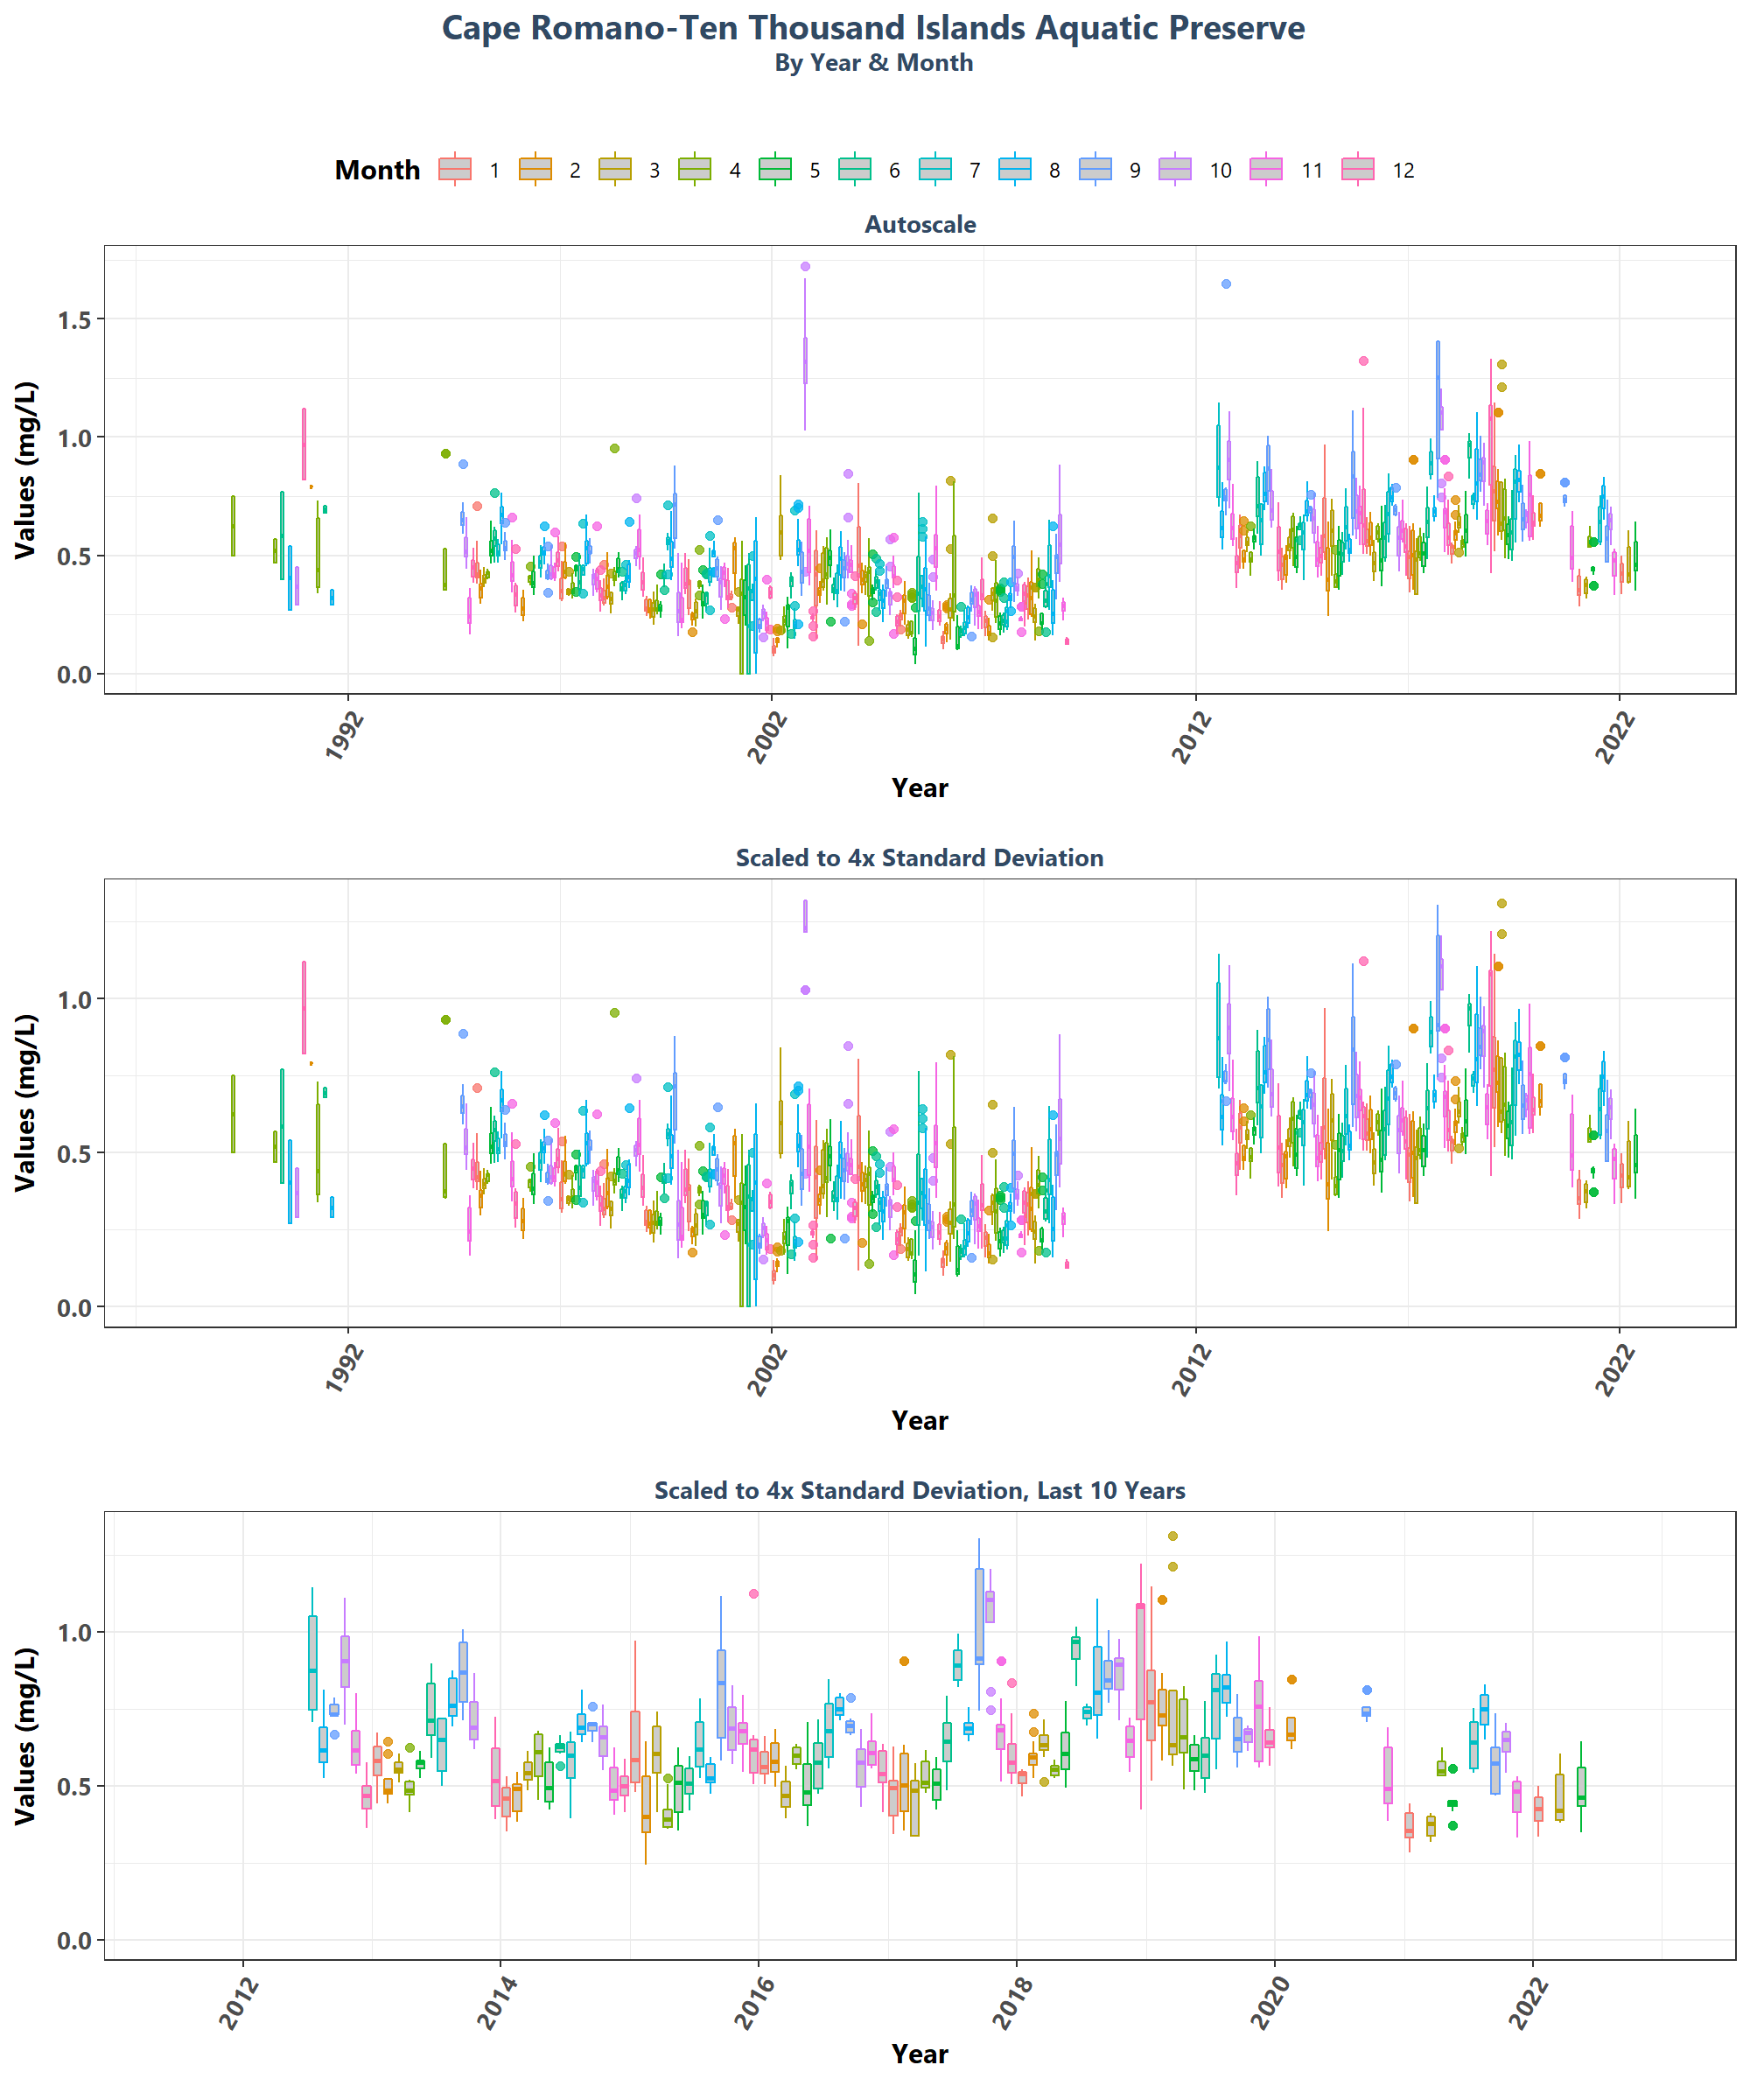 Cape Romano-Ten Thousand Islands Aquatic Preserve
By Year & Month
Month 1 2 3 4 5 6 7 8 9 10 11 12
Autoscale
Values (mg/L)
1.5
1.0
0.5
0.0
1992 2002 2012 2022
Year
Scaled to 4x Standard Deviation
Values (mg/L)
1.0
0.5
0.0
1992 2002 2012 2022
Year
Scaled to 4x Standard Deviation, Last 10 Years
Values (mg/L)
1.0
0.5
0.0
2012 2014 2016 2018 2020 2022
Year